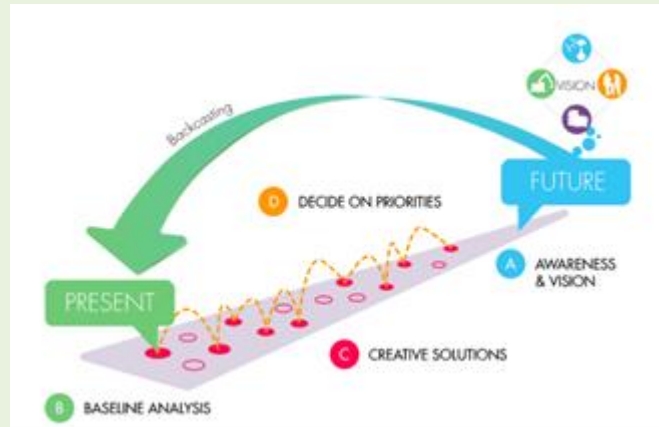 VISION
Backcasting
FUTURE
D DECIDE ON PRIORITIES
A AWARENESS
& VISION
PRESENT
C CREATIVE SOLUTIONS
B BASELINE ANALYSIS